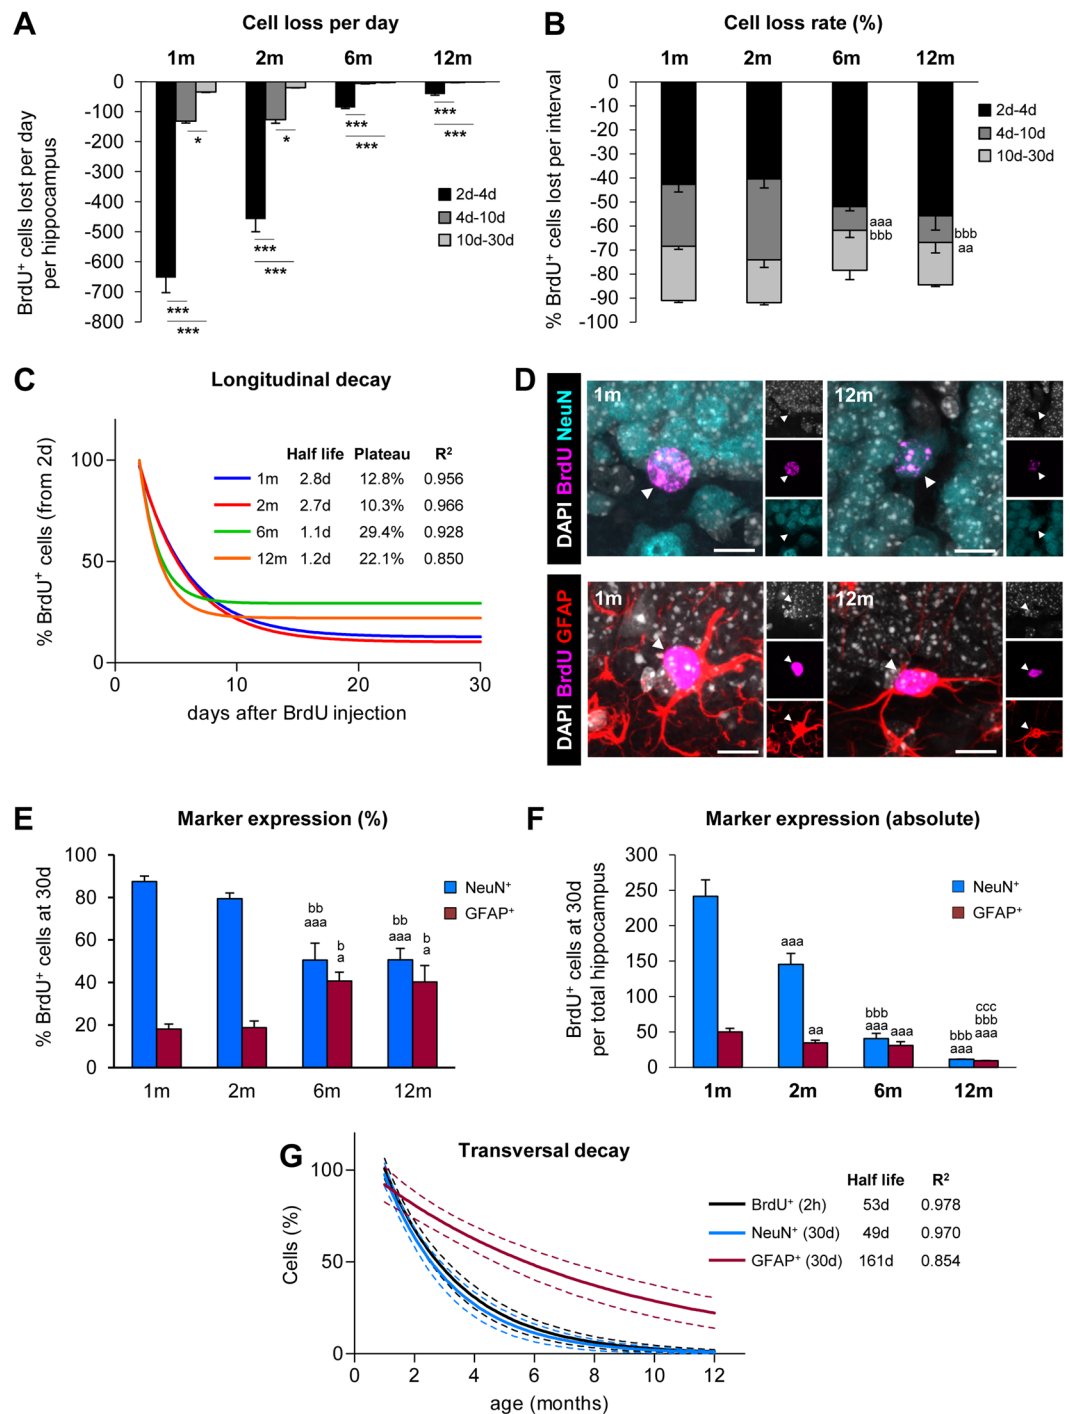 A
Cell loss per day
1m 2m 6m 12m
BrdU⁺ cells lost per day
per hippocampus
-0
-100
-200
-300
-400
-500
-600
-700
-800
*** *** * *** *** * *** *** *** ***
2d-4d
4d-10d
10d-30d
B
Cell loss rate (%)
1m 2m 6m 12m
% BrdU⁺ cells lost per interval
0
-10
-20
-30
-40
-50
-60
-70
-80
-90
-100
aaa
bbb
bbb
aa
2d-4d
4d-10d
10d-30d
C
Longitudinal decay
% BrdU⁺ cells (from 2d)
100
50
0
Half life Plateau R²
1m 2.8d 12.8% 0.956
2m 2.7d 10.3% 0.966
6m 1.1d 29.4% 0.928
12m 1.2d 22.1% 0.850
0 10 20 30
days after BrdU injection
D
DAPI BrdU NeuN
1m
12m
DAPI BrdU GFAP
1m
12m
E
Marker expression (%)
% BrdU⁺ cells at 30d
100
80
60
40
20
0
bb
aaa
b
a
bb
aaa
b
a
1m 2m 6m 12m
NeuN⁺
GFAP⁺
F
Marker expression (absolute)
BrdU⁺ cells at 30d
per total hippocampus
300
250
200
150
100
50
0
aaa
aa
bbb
aaa
aaa
bbb
aaa
ccc
bbb
aaa
1m 2m 6m 12m
NeuN⁺
GFAP⁺
G
Transversal decay
Cells (%)
100
50
0
0 2 4 6 8 10 12
age (months)
Half life R²
BrdU⁺ (2h) 53d 0.978
NeuN⁺ (30d) 49d 0.970
GFAP⁺ (30d) 161d 0.854